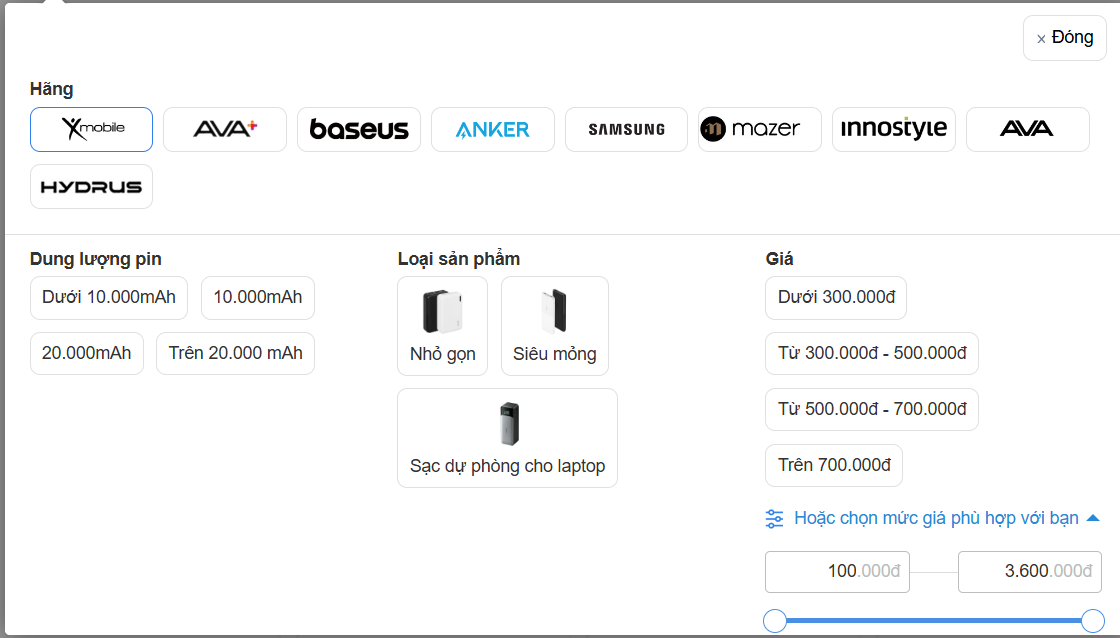 × Đóng
Hãng
Xmobile
AVA+
baseus
ANKER
SAMSUNG
m mazer
innostyle
AVA
HYDRUS
Dung lượng pin
Dưới 10.000mAh
10.000mAh
20.000mAh
Trên 20.000 mAh
Loại sản phẩm
Nhỏ gọn
Siêu mỏng
Sạc dự phòng cho laptop
Giá
Dưới 300.000đ
Từ 300.000đ - 500.000đ
Từ 500.000đ - 700.000đ
Trên 700.000đ
Hoặc chọn mức giá phù hợp với bạn
100.000đ
3.600.000đ